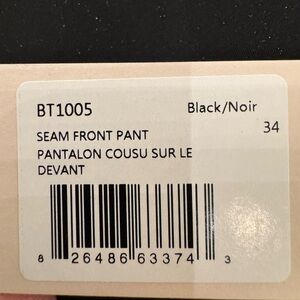 BT1005 Black/Noir
34
SEAM FRONT PANT
PANTALON COUSU SUR LE
DEVANT
8 26486 63374 3